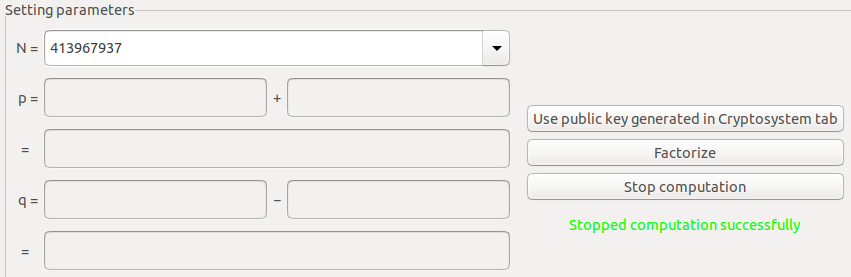 Setting parameters
N = 413967937
p = +
=
q = −
=
Use public key generated in Cryptosystem tab
Factorize
Stop computation
Stopped computation successfully